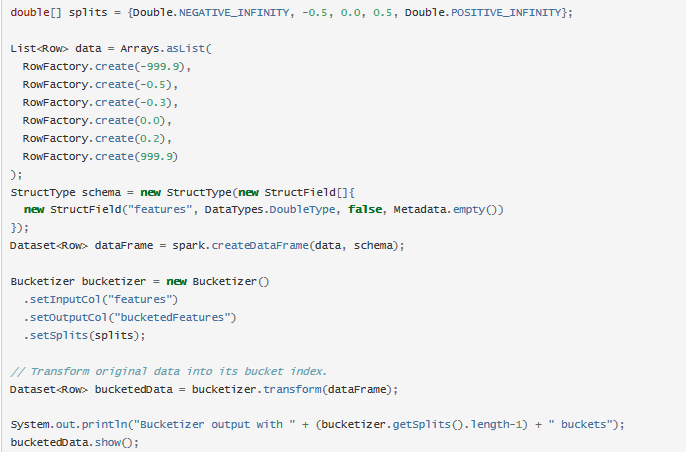 double[] splits = {Double.NEGATIVE_INFINITY, -0.5, 0.0, 0.5, Double.POSITIVE_INFINITY};
List<Row> data = Arrays.asList(
  RowFactory.create(-999.9),
  RowFactory.create(-0.5),
  RowFactory.create(-0.3),
  RowFactory.create(0.0),
  RowFactory.create(0.2),
  RowFactory.create(999.9)
);
StructType schema = new StructType(new StructField[]{
  new StructField("features", DataTypes.DoubleType, false, Metadata.empty())
});
Dataset<Row> dataFrame = spark.createDataFrame(data, schema);
Bucketizer bucketizer = new Bucketizer()
  .setInputCol("features")
  .setOutputCol("bucketedFeatures")
  .setSplits(splits);
// Transform original data into its bucket index.
Dataset<Row> bucketedData = bucketizer.transform(dataFrame);
System.out.println("Bucketizer output with " + (bucketizer.getSplits().length-1) + " buckets");
bucketedData.show();